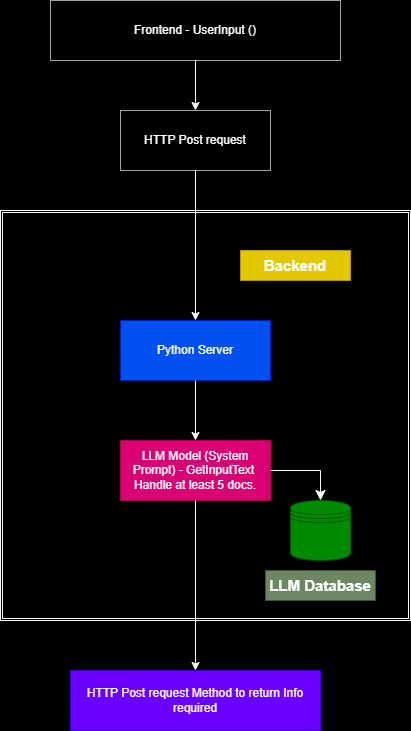 Frontend - UserInput ()
HTTP Post request
Backend
Python Server
LLM Model (System
Prompt) - GetInputText
Handle at least 5 docs.
LLM Database
HTTP Post request Method to return Info
required